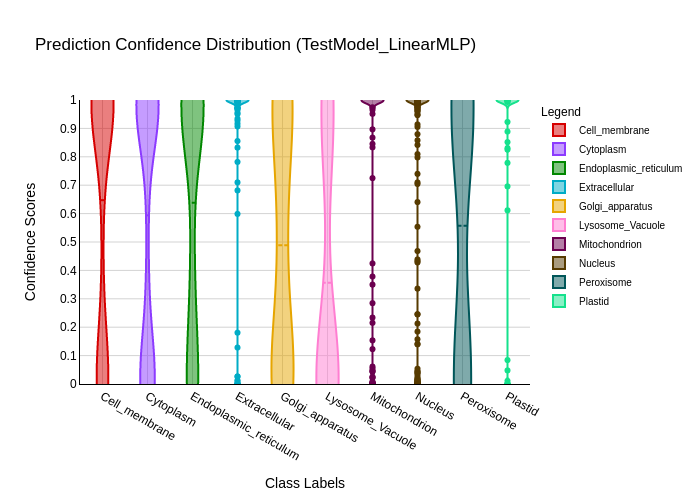 Prediction Confidence Distribution (TestModel_LinearMLP)
Legend
Cell_membrane
Cytoplasm
Endoplasmic_reticulum
Extracellular
Golgi_apparatus
Lysosome_Vacuole
Mitochondrion
Nucleus
Peroxisome
Plastid
Confidence Scores
1
0.9
0.8
0.7
0.6
0.5
0.4
0.3
0.2
0.1
0
Cell_membrane
Cytoplasm
Endoplasmic_reticulum
Extracellular
Golgi_apparatus
Lysosome_Vacuole
Mitochondrion
Nucleus
Peroxisome
Plastid
Class Labels